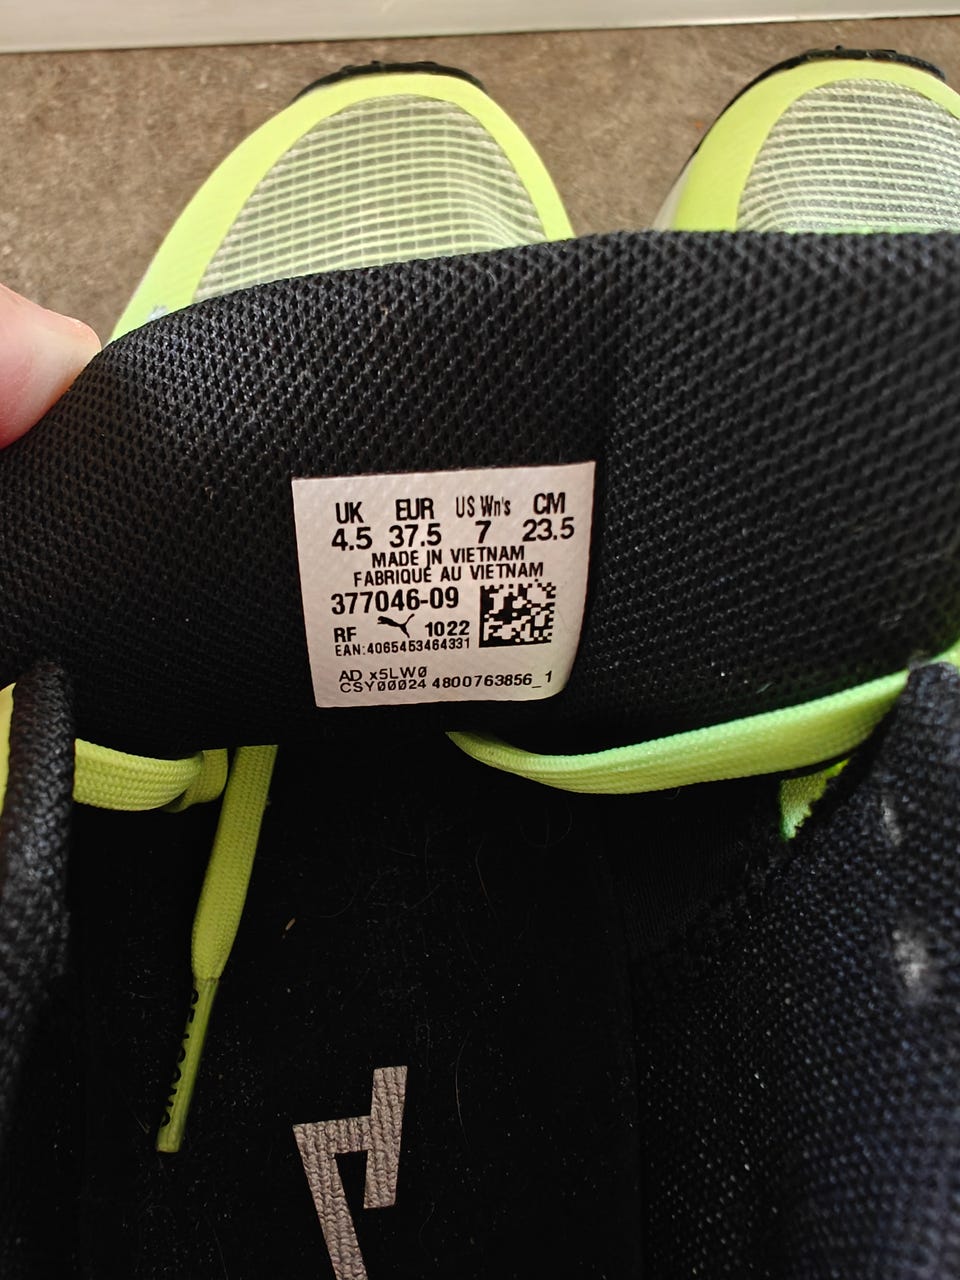 UK EUR US Wn's CM
4.5 37.5 7 23.5
MADE IN VIETNAM
FABRIQUÉ AU VIETNAM
377046-09
RF 1022
EAN:4065453464331
AD x5LW0
CSY00024 4800763856_1